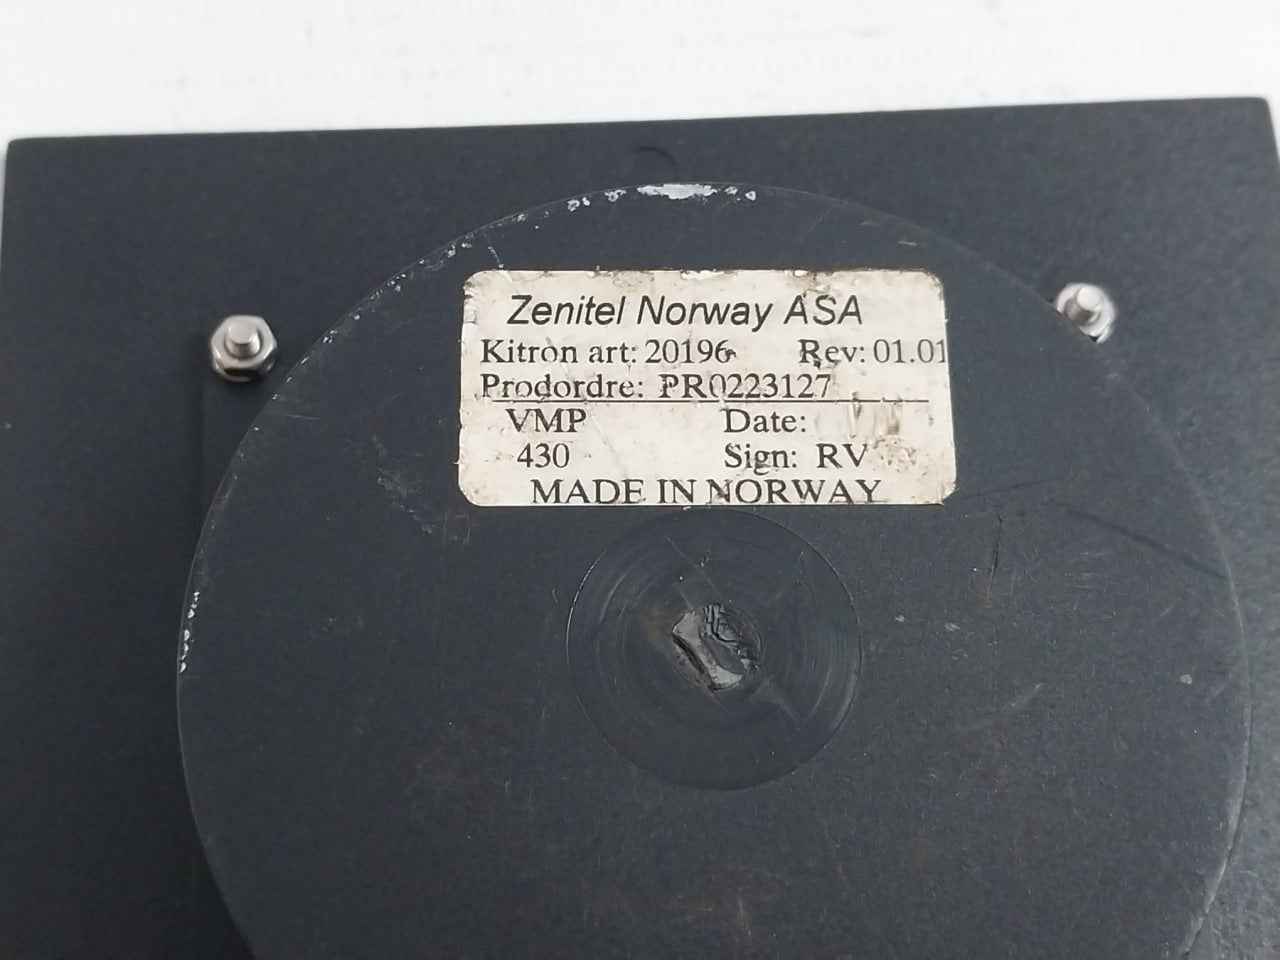 Zenitel Norway ASA
Kitron art: 20196 Rev: 01.01
Prodordre: PR0223127
VMP Date:
430 Sign: RV
MADE IN NORWAY